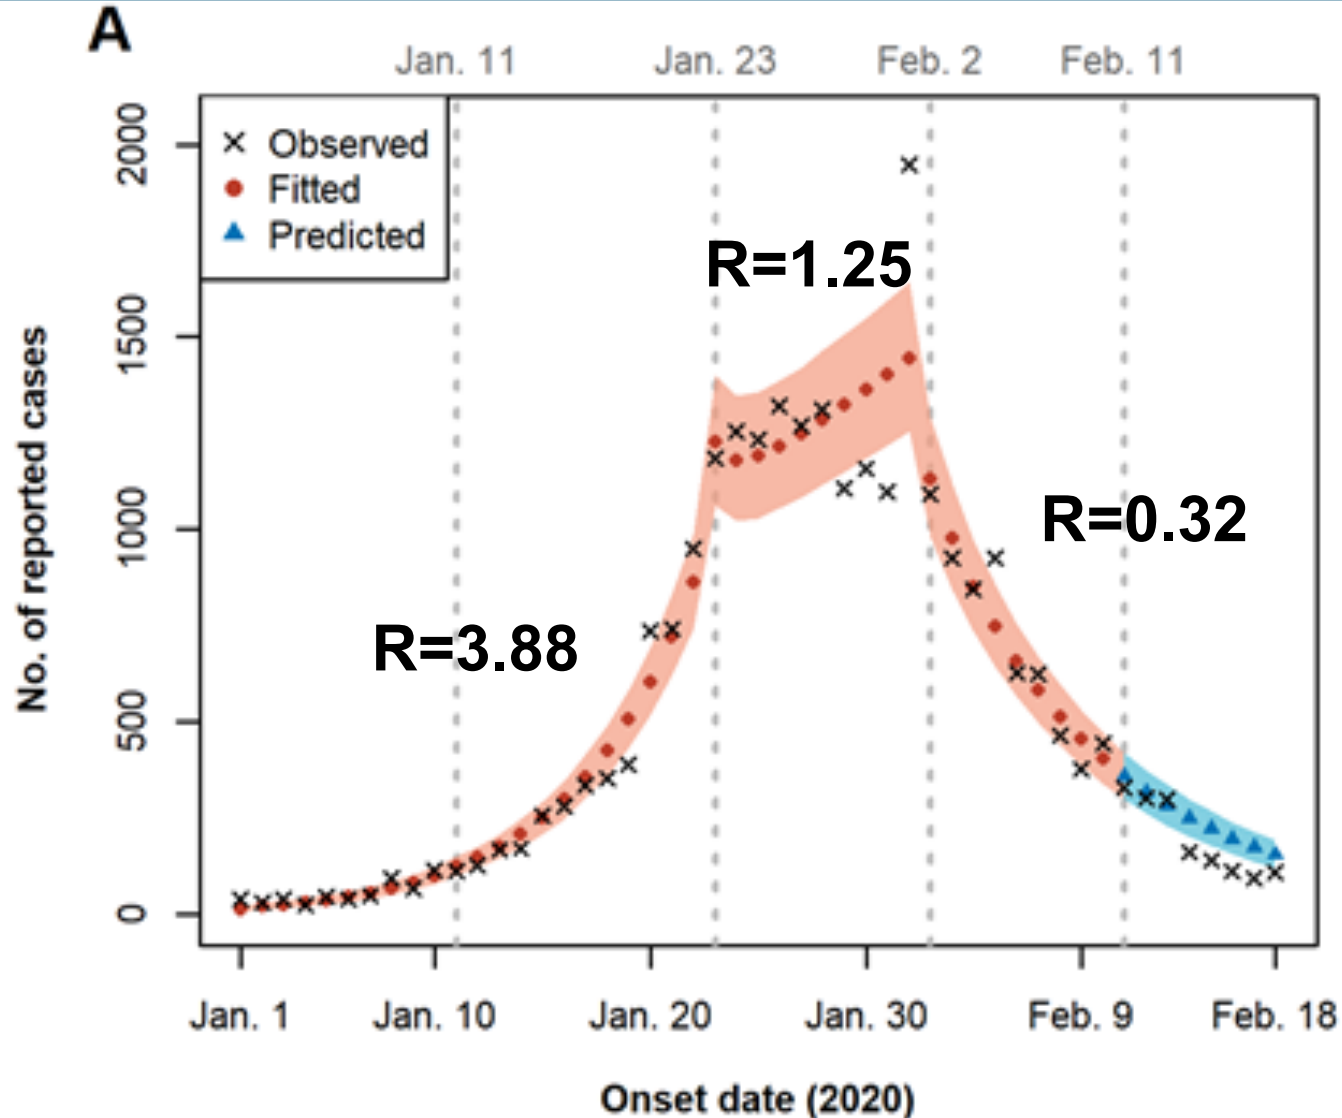 A
Jan. 11 Jan. 23 Feb. 2 Feb. 11
Observed
Fitted
Predicted
R=1.25
R=0.32
R=3.88
No. of reported cases
2000
1500
1000
500
0
Jan. 1 Jan. 10 Jan. 20 Jan. 30 Feb. 9 Feb. 18
Onset date (2020)